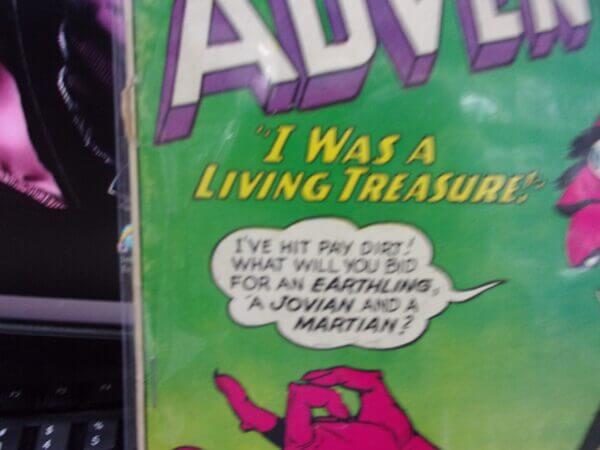 ADVEN
"I WAS A
LIVING TREASURE!"
I'VE HIT PAY DIRT!
WHAT WILL YOU BID
FOR AN EARTHLING,
A JOVIAN AND A
MARTIAN?